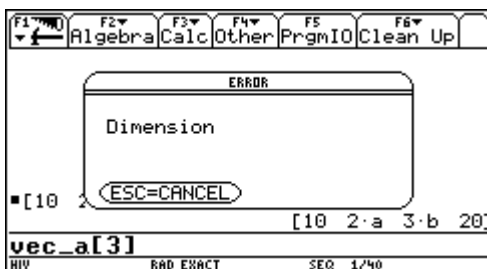 F1 F2 F3 F4 F5 F6
Algebra Calc Other PrgmIO Clean Up
ERROR
Dimension
ESC=CANCEL
[10 2
[10 2·a 3·b 20]
vec_a[3]
RAD EXACT SEQ 1/40